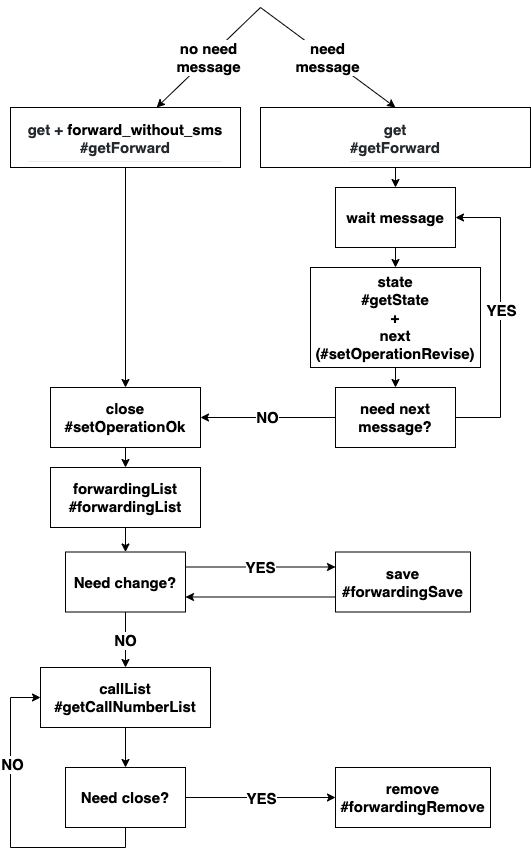 no need
message
need
message
get + forward_without_sms
#getForward
get
#getForward
wait message
state
#getState
+
next
(#setOperationRevise)
YES
close
#setOperationOk
NO
need next
message?
forwardingList
#forwardingList
Need change?
YES
save
#forwardingSave
NO
callList
#getCallNumberList
NO
Need close?
YES
remove
#forwardingRemove